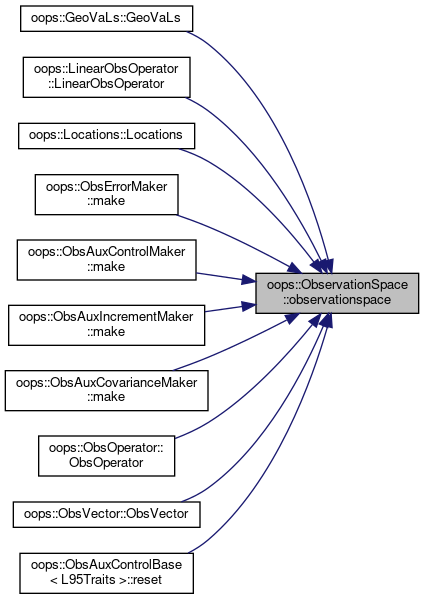 oops::GeoVaLs::GeoVaLs
oops::LinearObsOperator
::LinearObsOperator
oops::Locations::Locations
oops::ObsErrorMaker
::make
oops::ObsAuxControlMaker
::make
oops::ObservationSpace
::observationspace
oops::ObsAuxIncrementMaker
::make
oops::ObsAuxCovarianceMaker
::make
oops::ObsOperator::
ObsOperator
oops::ObsVector::ObsVector
oops::ObsAuxControlBase
< L95Traits >::reset